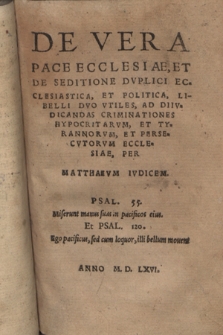 DE VERA
PACE ECCLESIAE, ET
DE SEDITIONE DVPLICI EC-
CLESIASTICA, ET POLITICA, LI-
BELLI DVO VTILES, AD DIIV-
DICANDAS CRIMINATIONES
HYPOCRITARVM, ET TY-
RANNORVM, ET PERSE-
CVTORVM ECCLE-
SIAE, PER
MATTHAEVM IVDICEM.
PSAL. 55.
Miserunt manus suas in pacificos eius.
Et PSAL. 120.
Ego pacificus, sed cum loquor, illi bellum mouent
ANNO M. D. LXVI.